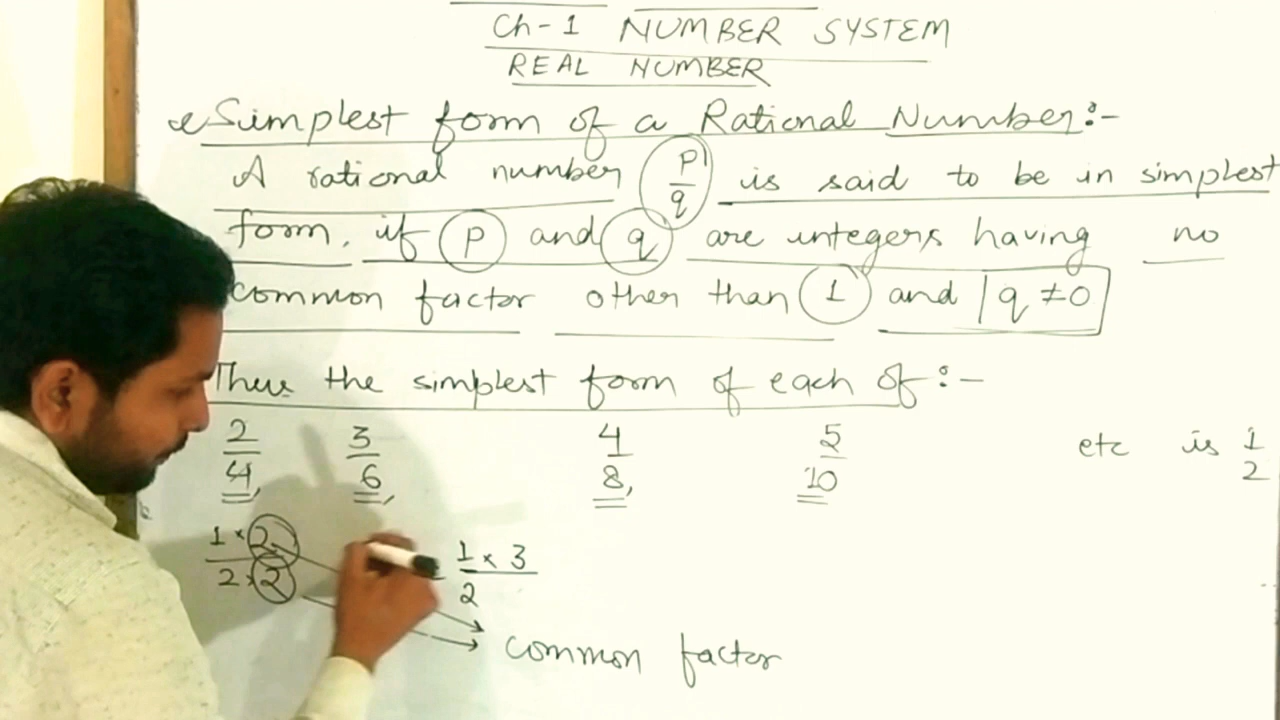 Ch-1 NUMBER SYSTEM
REAL NUMBER
Simplest form of a Rational Number:-
A rational number p/q is said to be in simplest
form, if p and q are integers having no
common factor other than 1 and q ≠ 0
Thus the simplest form of each of :-
2/4, 3/6, 4/8, 5/10 etc is 1/2
1×2 / 2×2 1×3 / 2
common factor